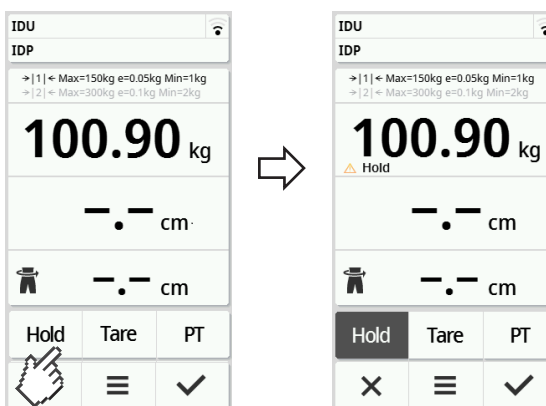 IDU
IDP
→|1|← Max=150kg e=0.05kg Min=1kg
→|2|← Max=300kg e=0.1kg Min=2kg
100.90 kg
–.– cm
–.– cm
Hold Tare PT
IDU
IDP
→|1|← Max=150kg e=0.05kg Min=1kg
→|2|← Max=300kg e=0.1kg Min=2kg
100.90 kg
Hold
–.– cm
–.– cm
Hold Tare PT